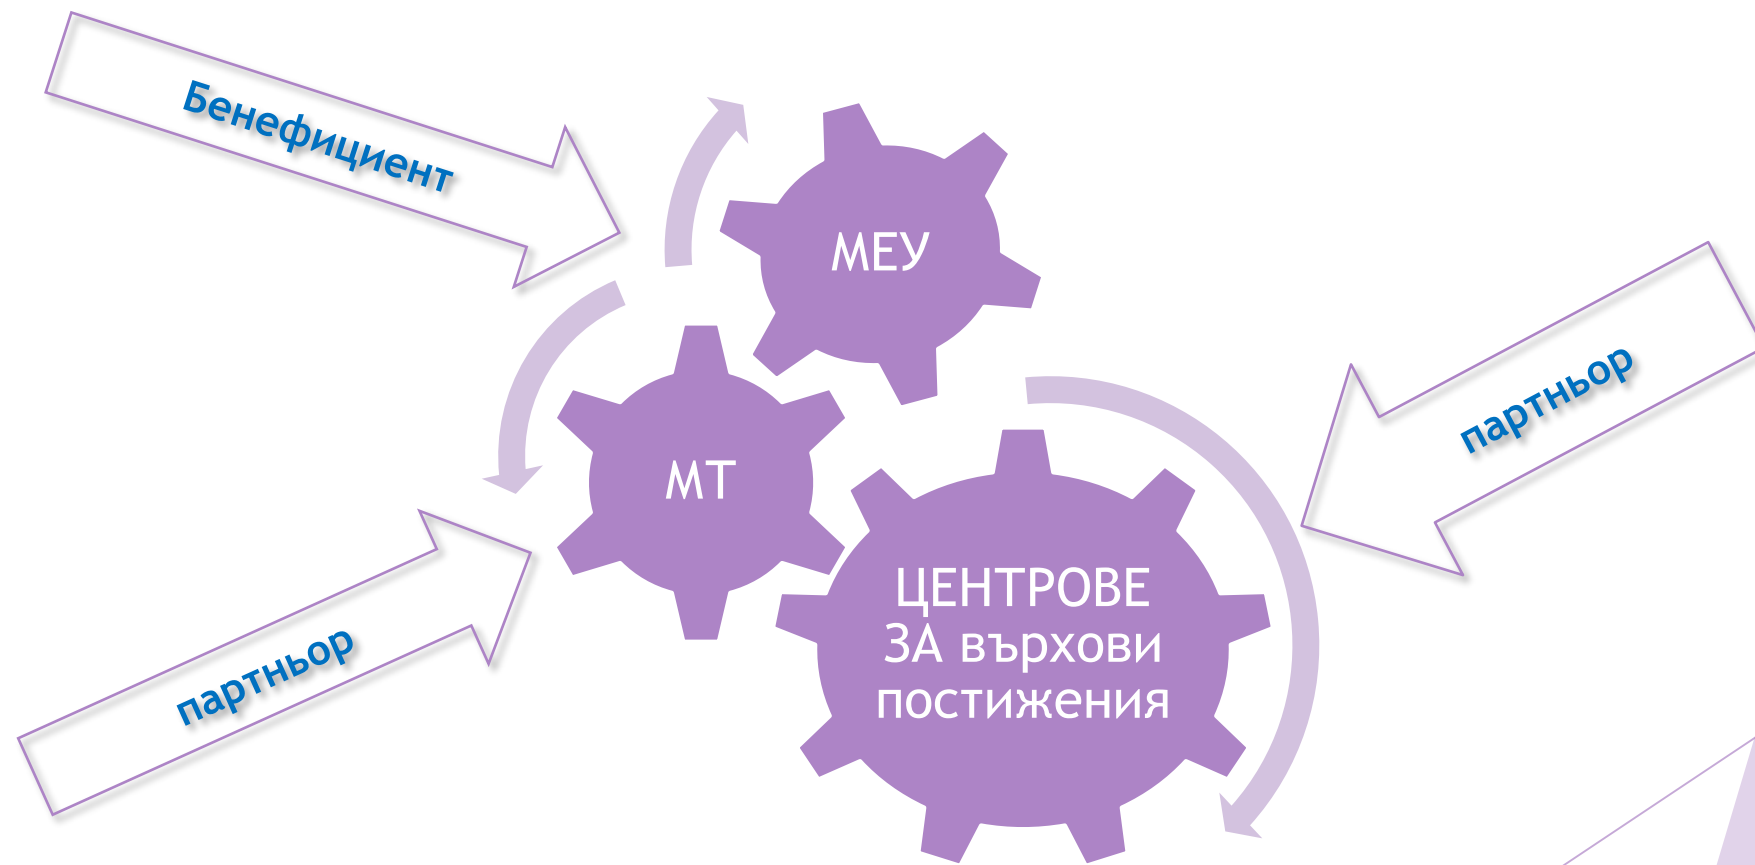 Бенефициент
МЕУ
партньор
МТ
ЦЕНТРОВЕ
ЗА върхови
постижения
партньор